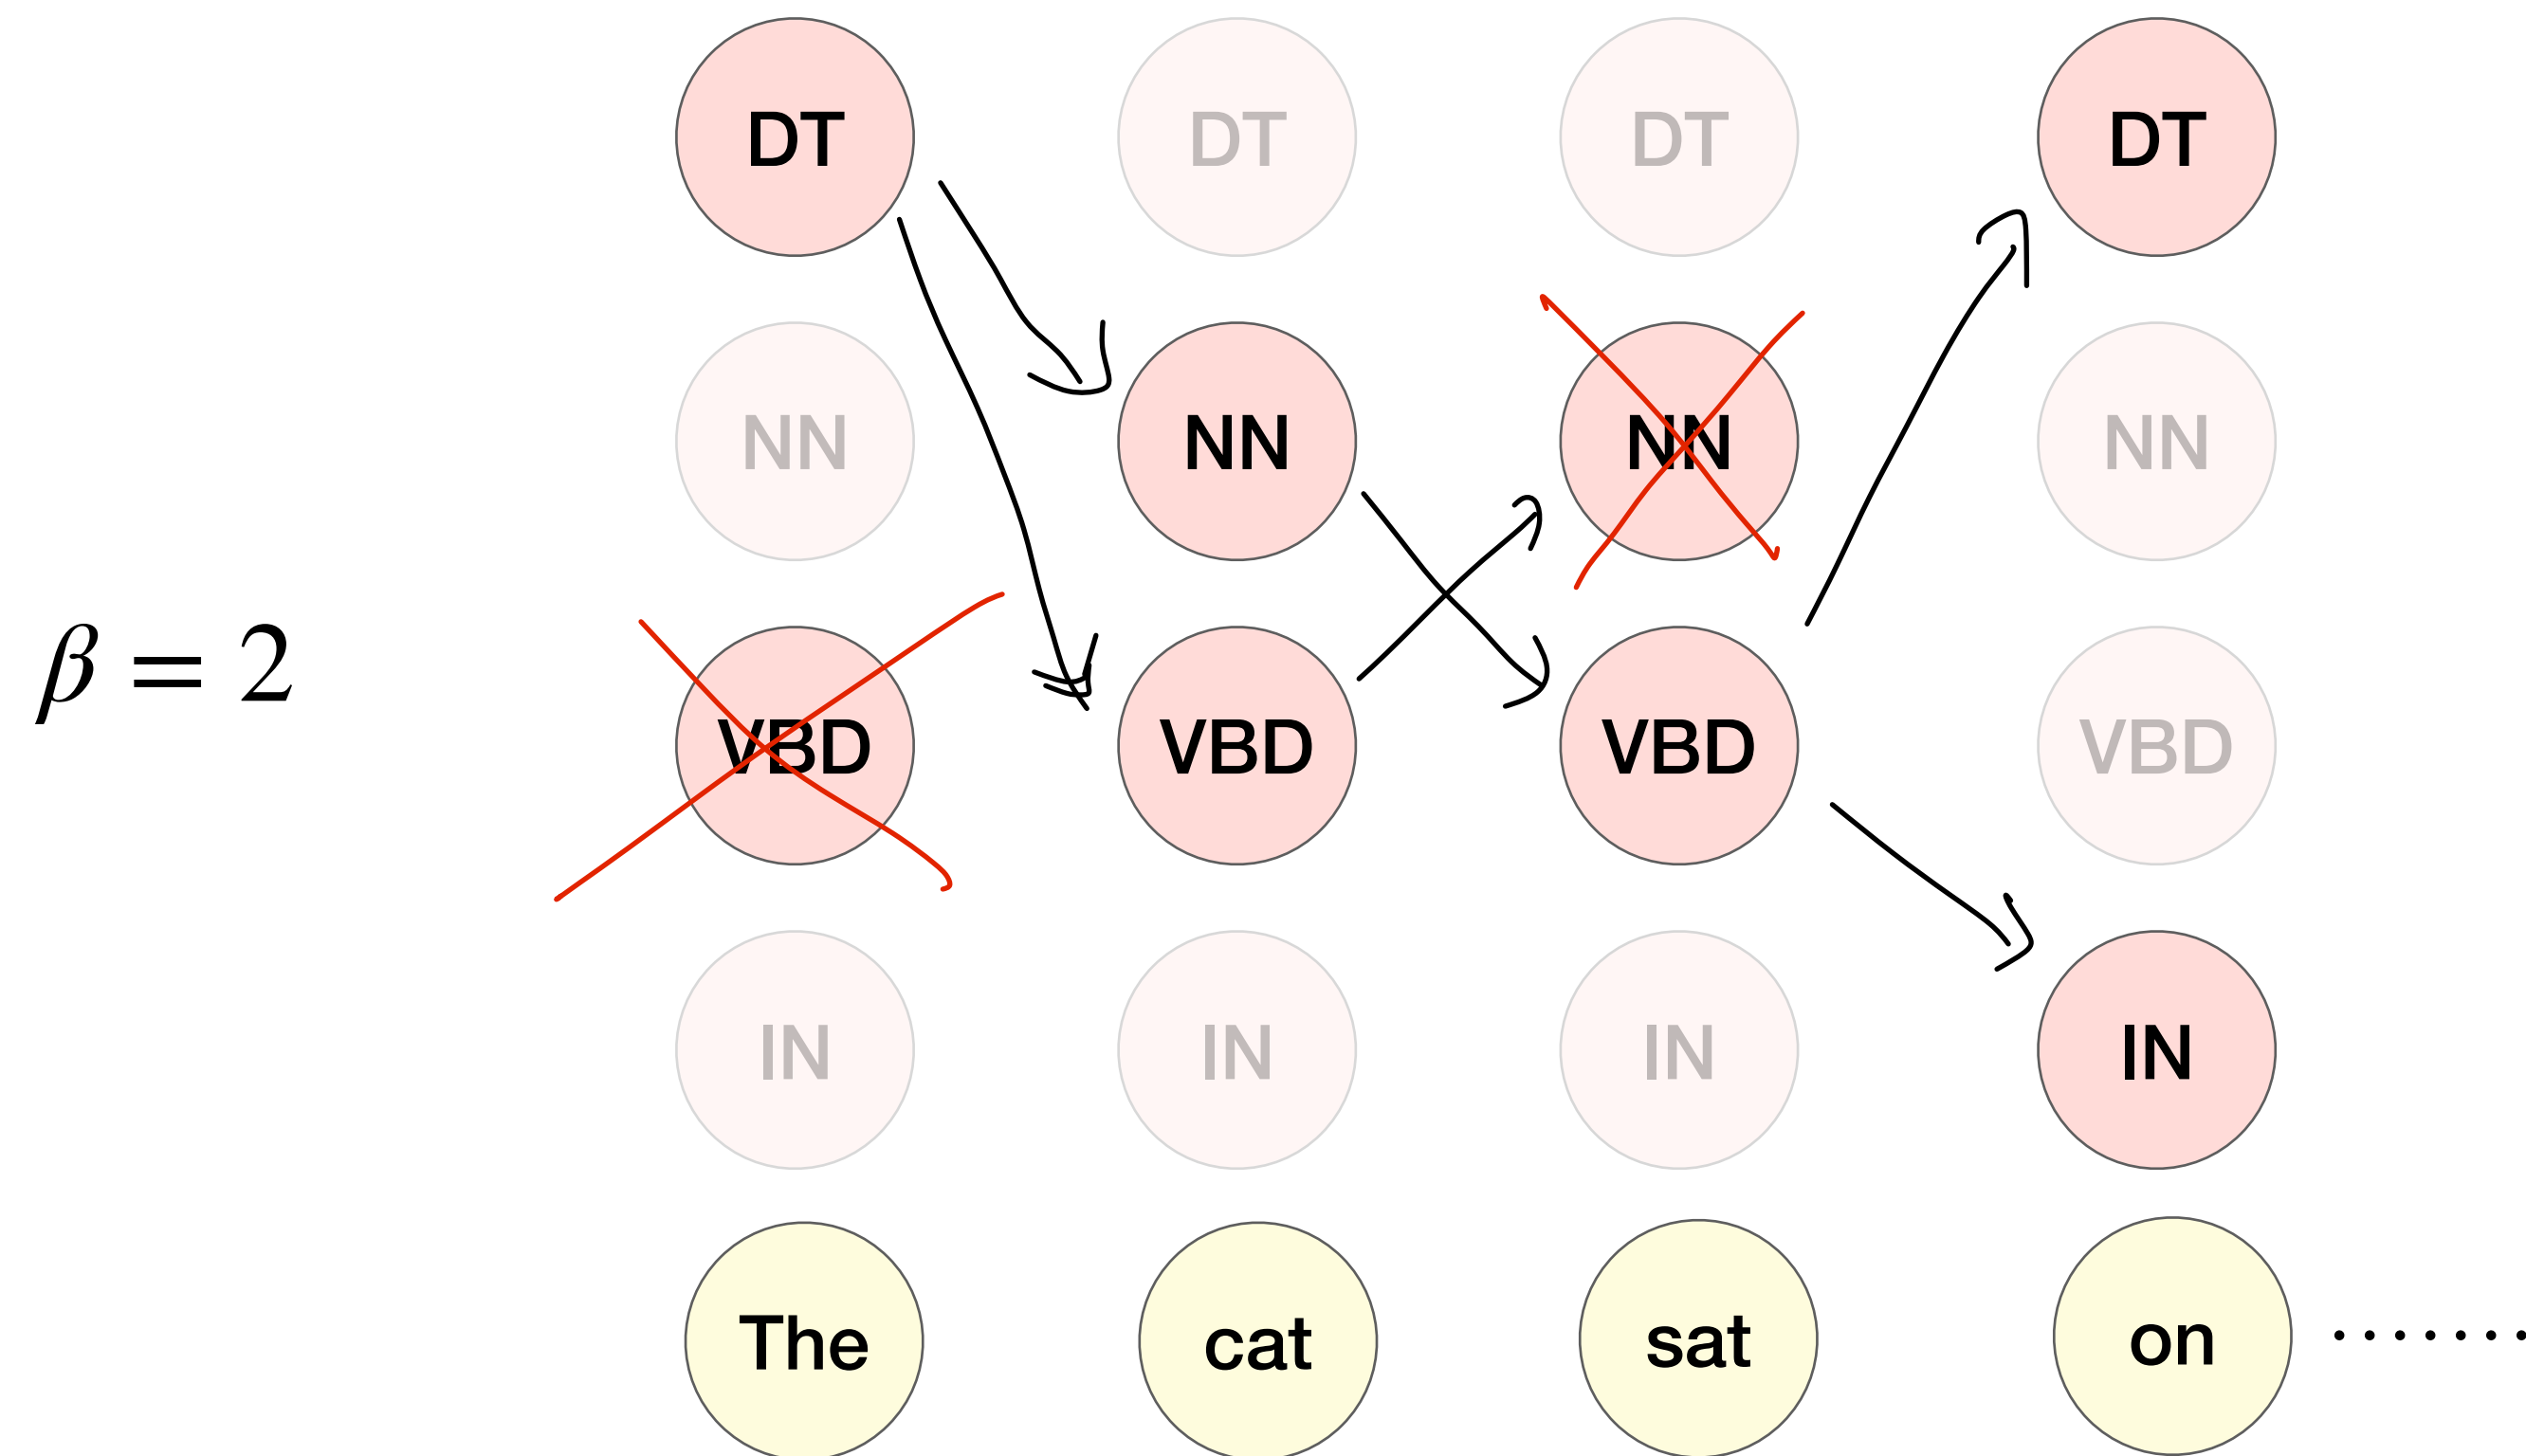 DT DT DT DT
NN NN NN NN
β = 2
VBD VBD VBD VBD
IN IN IN IN
The cat sat on .......